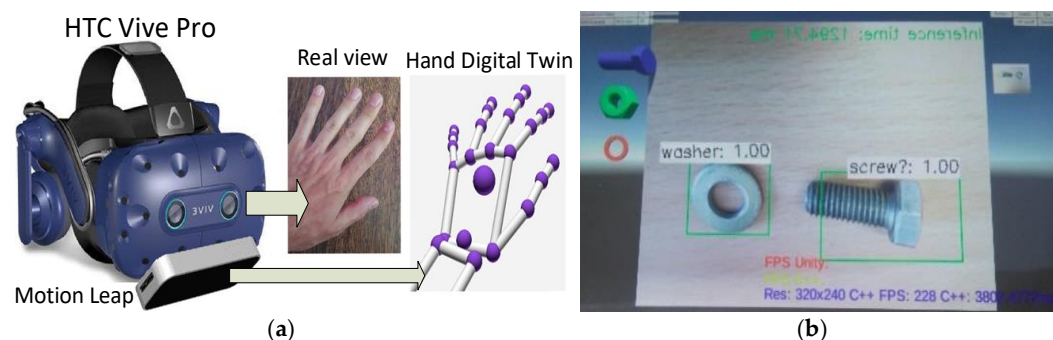 HTC Vive Pro
Real view
Hand Digital Twin
VIVE
Motion Leap
(a)
Inference time: 1294.71 ms
washer: 1.00
screw?: 1.00
FPS Unity:
Res: 320x240 C++ FPS: 228 C++:
(b)